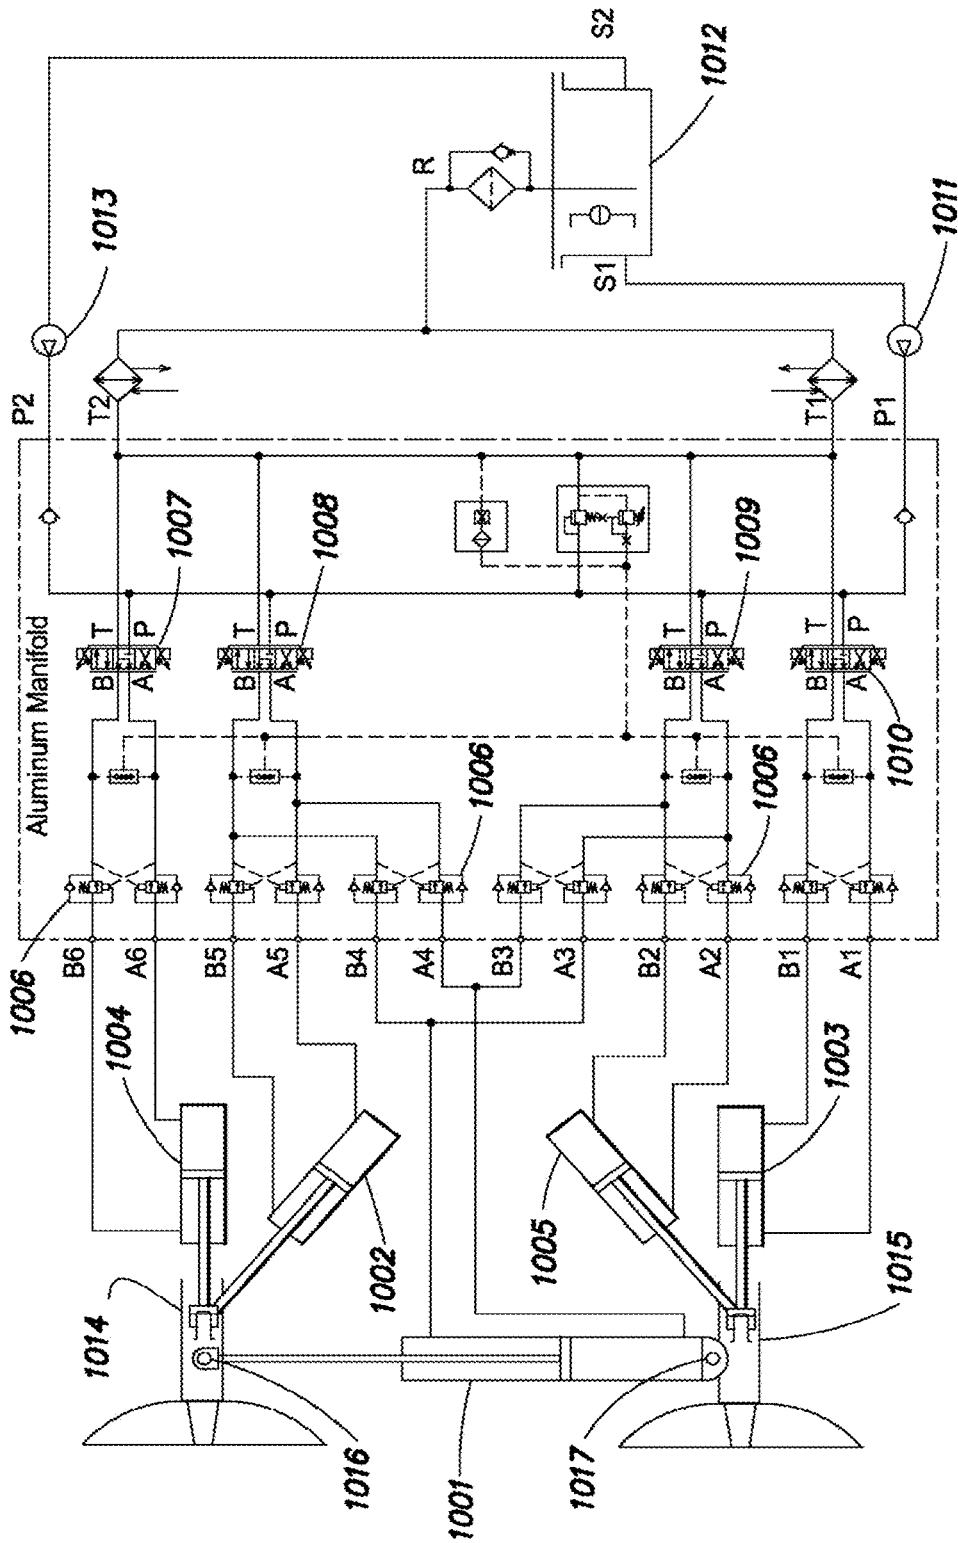 S2
1012
R
1013
1011
S1
P2
T2
T1
P1
Aluminum Manifold
1007
1008
1009
T
P
T
P
T
P
T
P
B
A
B
A
B
A
B
A
1010
1006
1006
1006
B6
A6
B5
A5
B4
A4
B3
A3
B2
A2
B1
A1
1004
1003
1002
1005
1014
1015
1016
1001
1017